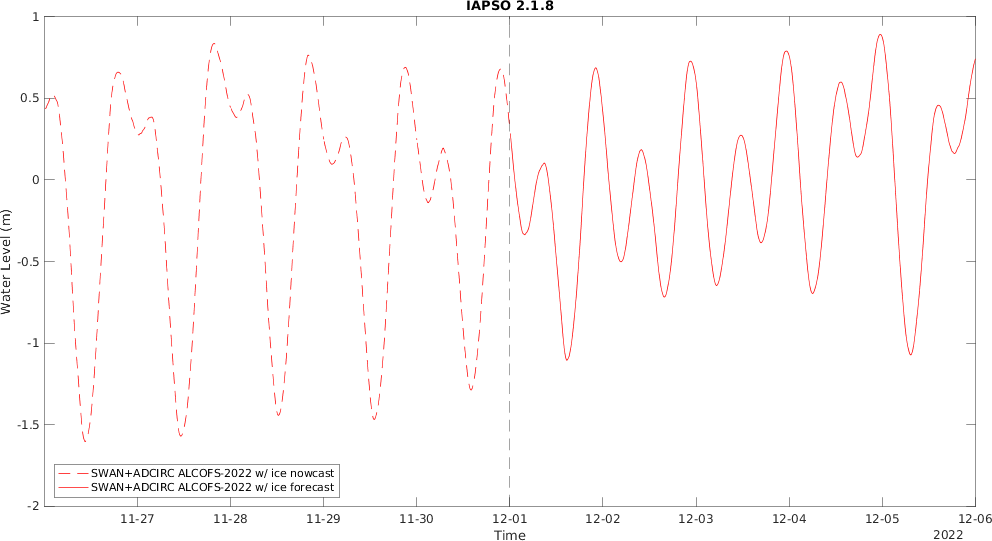 IAPSO 2.1.8
1
0.5
0
-0.5
-1
-1.5
-2
Water Level (m)
SWAN+ADCIRC ALCOFS-2022 w/ ice nowcast
SWAN+ADCIRC ALCOFS-2022 w/ ice forecast
11-27 11-28 11-29 11-30 12-01 12-02 12-03 12-04 12-05 12-06
Time
2022